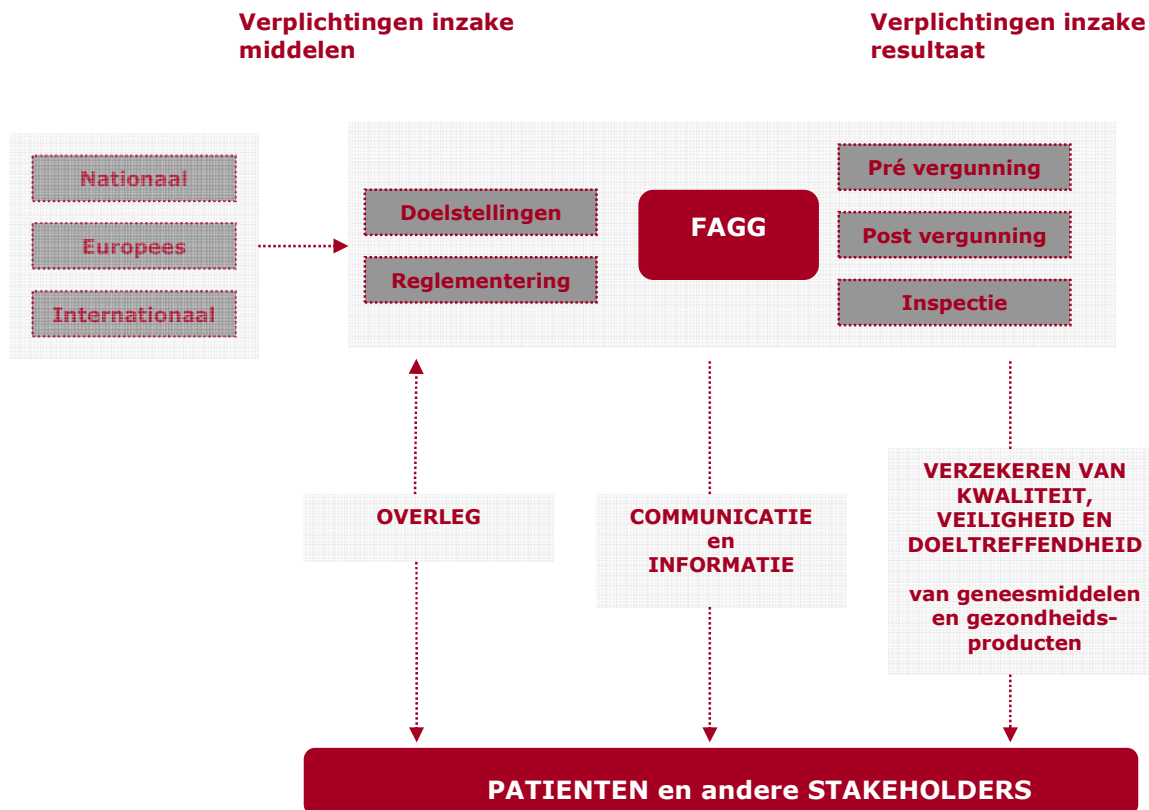 Verplichtingen inzake
middelen
Verplichtingen inzake
resultaat
Nationaal
Europees
Internationaal
Doelstellingen
Reglementering
FAGG
Pré vergunning
Post vergunning
Inspectie
OVERLEG
COMMUNICATIE
en
INFORMATIE
VERZEKEREN VAN
KWALITEIT,
VEILIGHEID EN
DOELTREFFENDHEID
van geneesmiddelen
en gezondheids-
producten
PATIENTEN en andere STAKEHOLDERS